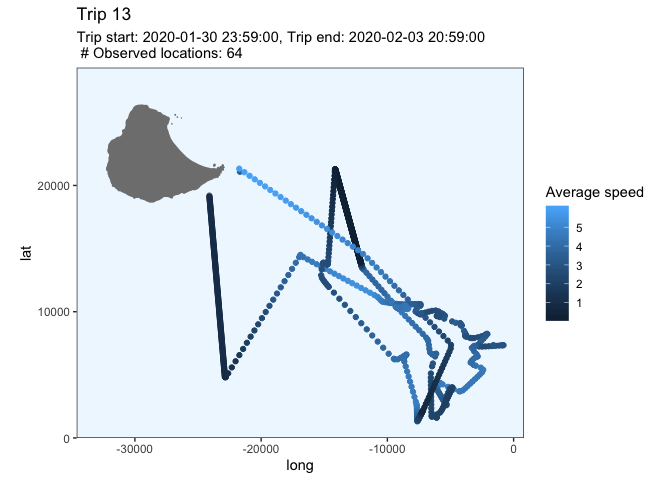 Trip 13
Trip start: 2020-01-30 23:59:00, Trip end: 2020-02-03 20:59:00
# Observed locations: 64
lat
20000
10000
0
-30000
-20000
-10000
0
long
Average speed
5
4
3
2
1